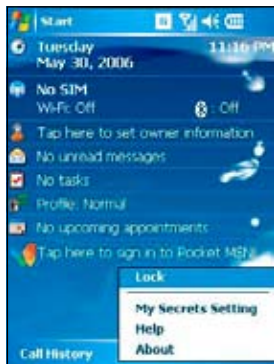 Start
Tuesday 11:16 PM
May 30, 2006
No SIM
Wi-Fi: Off : Off
Tap here to set owner information
No unread messages
No tasks
Profile: Normal
No upcoming appointments
Tap here to sign in to Pocket MSN!
Lock
My Secrets Setting
Help
About
Call History